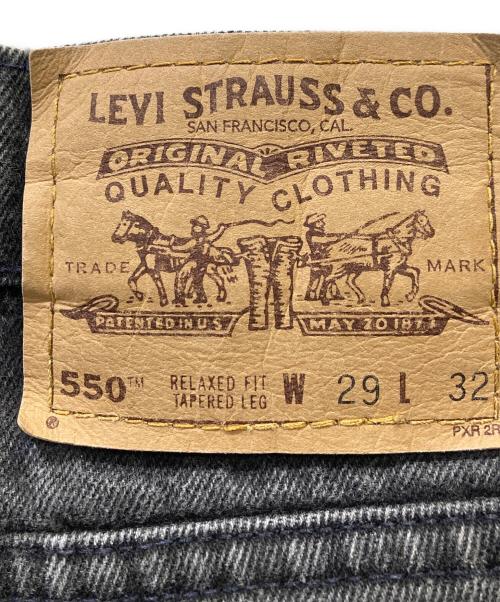 LEVI STRAUSS & CO.
SAN FRANCISCO, CAL.
ORIGINAL RIVETED
QUALITY CLOTHING
TRADE MARK
PATENTED IN U.S. MAY 20 1873
550™ RELAXED FIT W 29 L 32
TAPERED LEG
®
PXR 2R